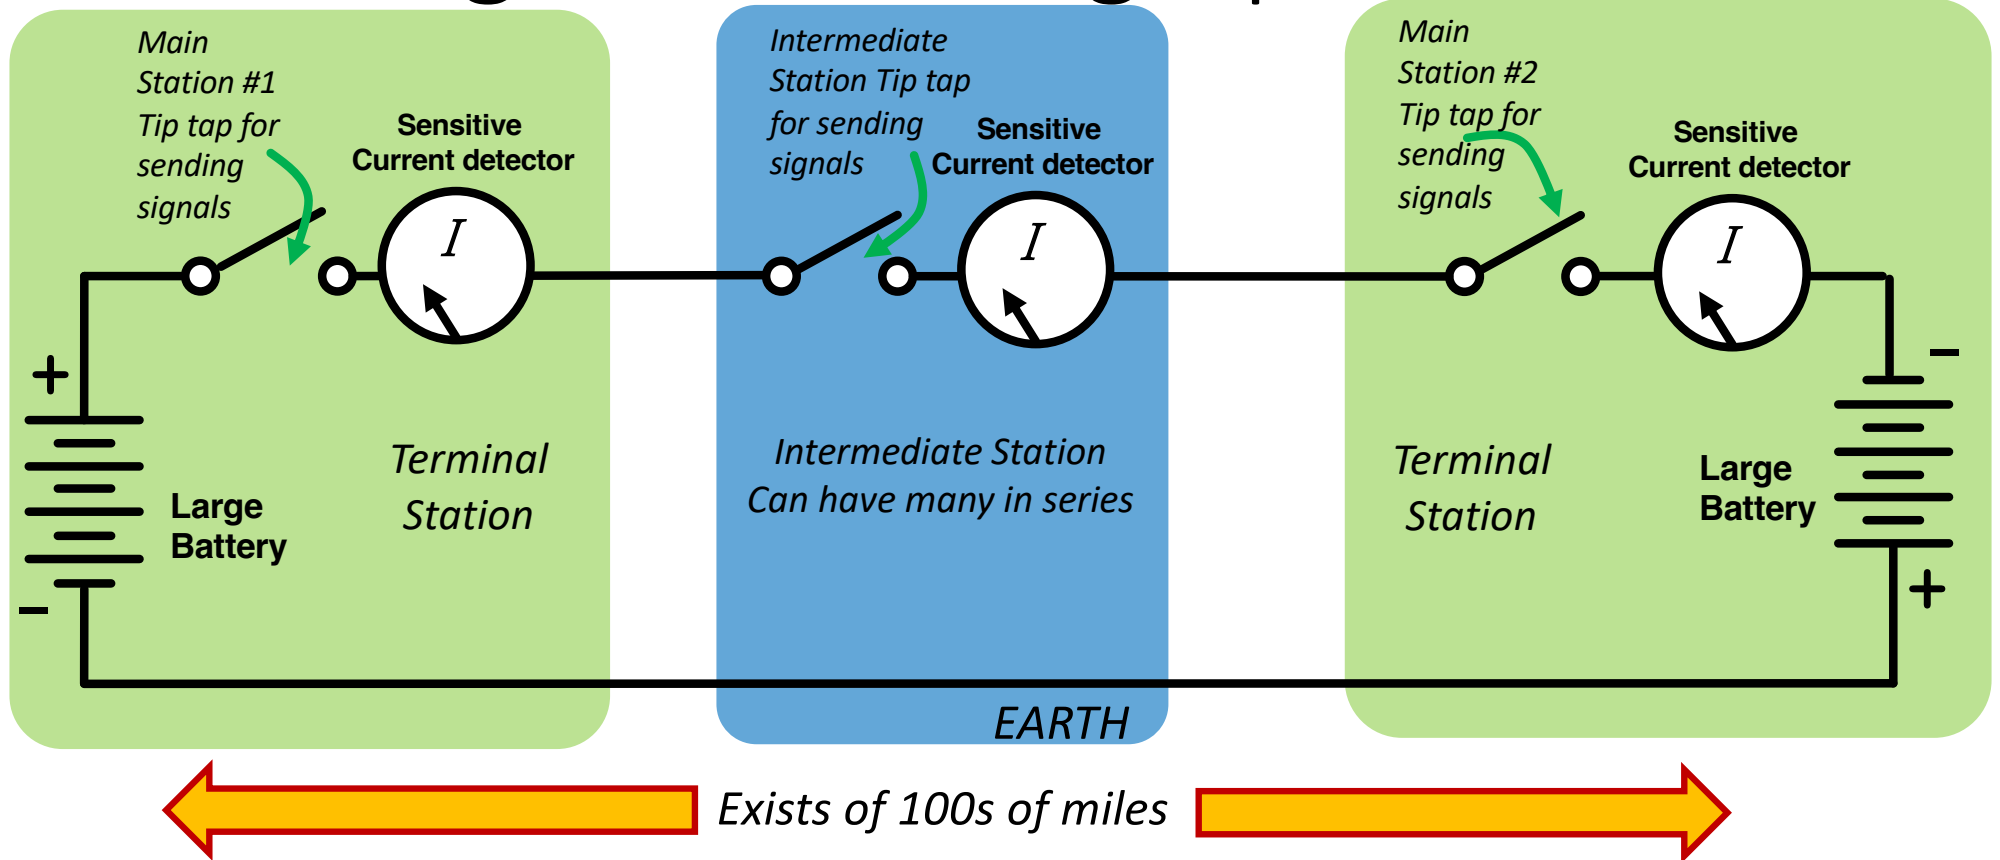 Main
Station #1
Tip tap for
sending
signals
Sensitive
Current detector
I
+
Large
Battery
−
Terminal
Station
Intermediate
Station Tip tap
for sending
signals
Sensitive
Current detector
I
Intermediate Station
Can have many in series
EARTH
Main
Station #2
Tip tap for
sending
signals
Sensitive
Current detector
I
−
Terminal
Station
Large
Battery
+
Exists of 100s of miles